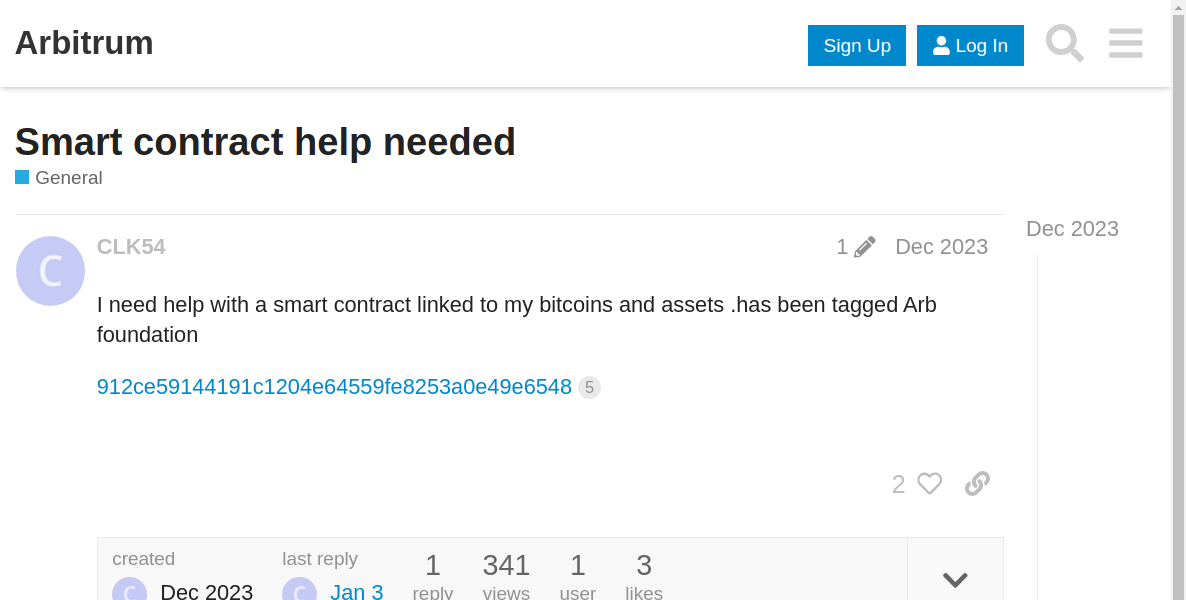 Arbitrum
Sign Up
Log In
Smart contract help needed
General
C
CLK54
1
Dec 2023
Dec 2023
I need help with a smart contract linked to my bitcoins and assets .has been tagged Arb
foundation
912ce59144191c1204e64559fe8253a0e49e6548 5
2
created
last reply
1
341
1
3
C
Dec 2023
C
Jan 3
reply
views
user
likes